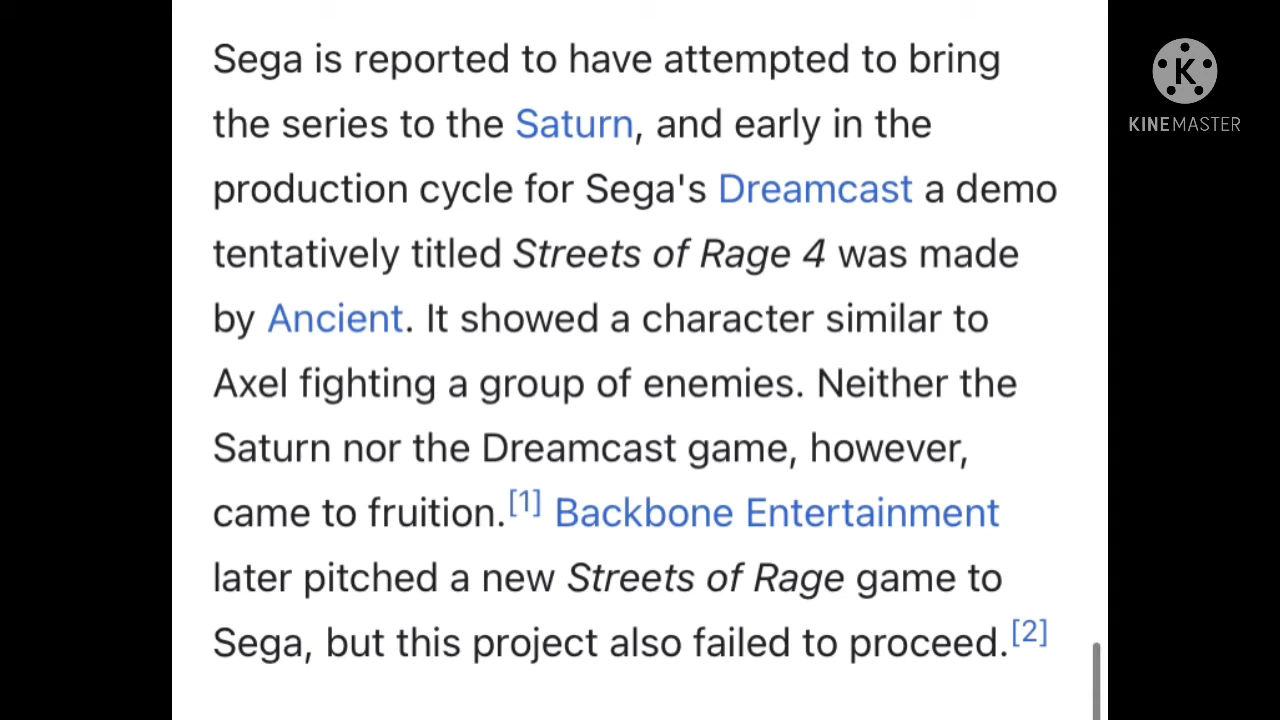 Sega is reported to have attempted to bring
the series to the Saturn, and early in the
production cycle for Sega's Dreamcast a demo
tentatively titled Streets of Rage 4 was made
by Ancient. It showed a character similar to
Axel fighting a group of enemies. Neither the
Saturn nor the Dreamcast game, however,
came to fruition.[1] Backbone Entertainment
later pitched a new Streets of Rage game to
Sega, but this project also failed to proceed.[2]
K
KINEMASTER